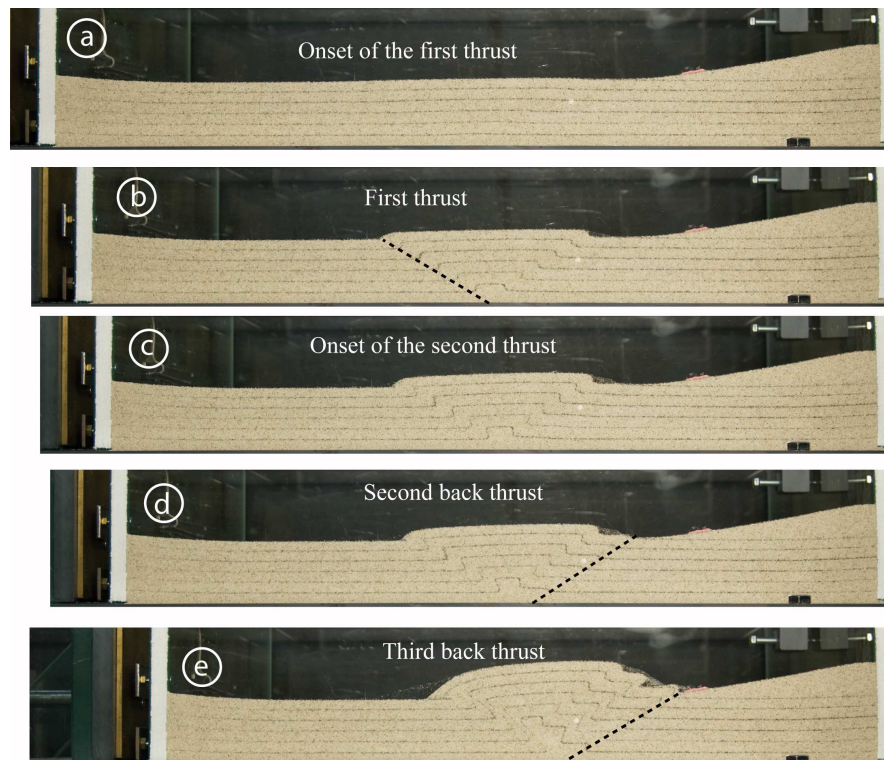 a
Onset of the first thrust
b
First thrust
c
Onset of the second thrust
d
Second back thrust
e
Third back thrust